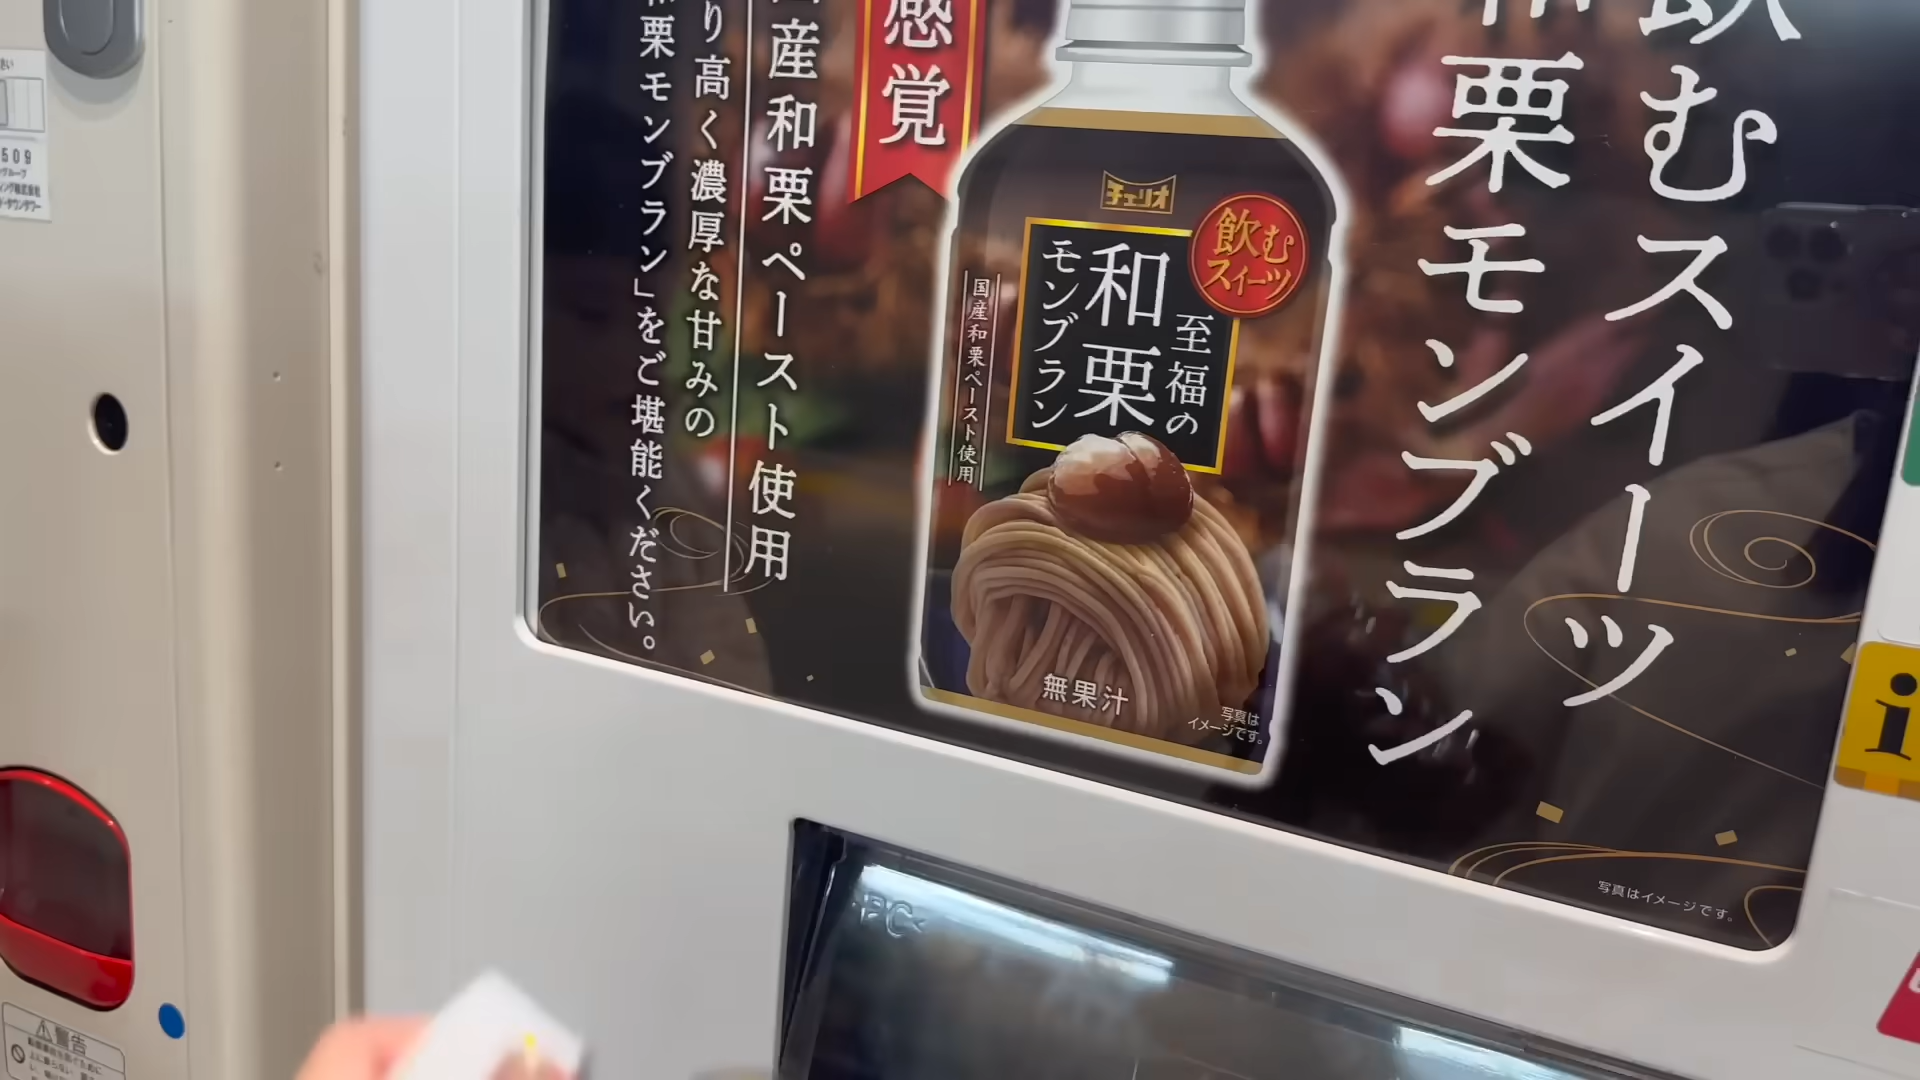 飲むスイーツ
和栗モンブラン
感覚
国産和栗ペースト使用
り高く濃厚な甘みの
和栗モンブラン」をご堪能ください。
チェリオ
飲む
スイーツ
至福の
和栗
モンブラン
国産和栗ペースト使用
無果汁
写真は
イメージです。
写真はイメージです。
509
警告
i